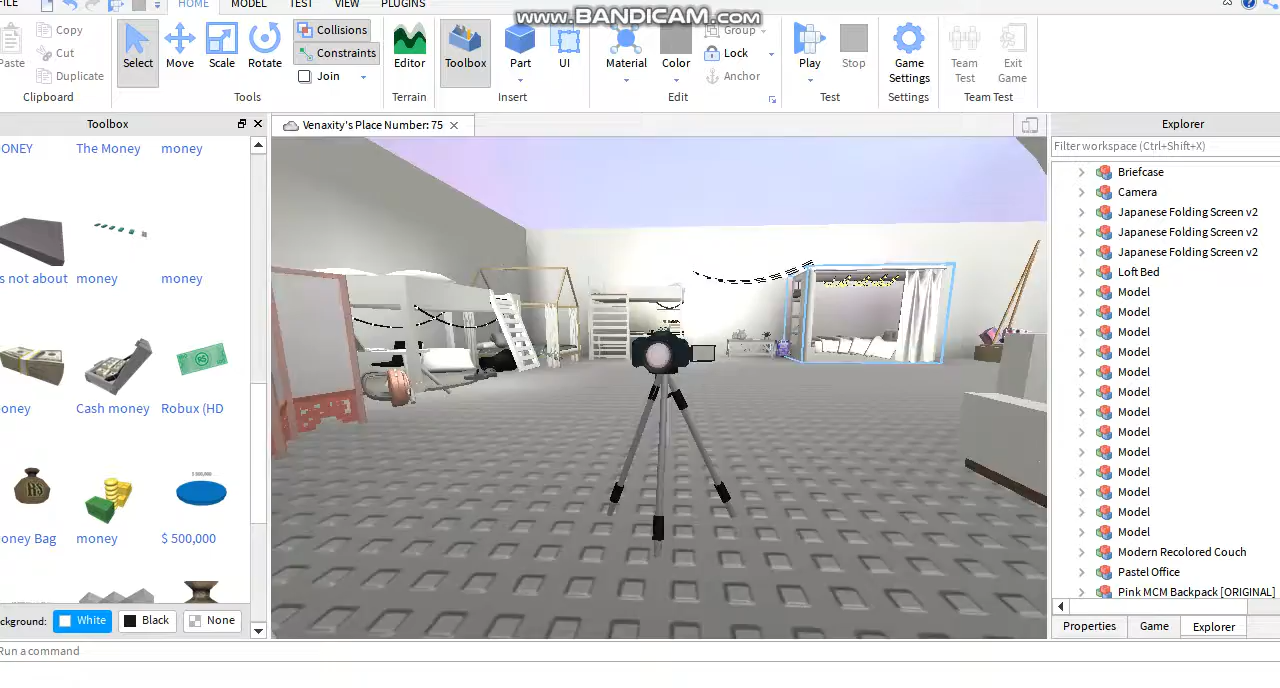 www.BANDICAM.com
FILE
HOME
MODEL
TEST
VIEW
PLUGINS
Paste
Copy
Cut
Duplicate
Clipboard
Select
Move
Scale
Rotate
Collisions
Constraints
Join
Tools
Editor
Terrain
Toolbox
Part
UI
Insert
Material
Color
Group
Lock
Anchor
Edit
Play
Stop
Test
Game
Settings
Settings
Team
Test
Exit
Game
Team Test
Toolbox
ONEY
The Money
money
s not about
money
money
oney
Cash money
Robux (HD
oney Bag
money
$ 500,000
ckground:
White
Black
None
Run a command
Venaxity's Place Number: 75
Explorer
Filter workspace (Ctrl+Shift+X)
Briefcase
Camera
Japanese Folding Screen v2
Japanese Folding Screen v2
Japanese Folding Screen v2
Loft Bed
Model
Model
Model
Model
Model
Model
Model
Model
Model
Model
Model
Model
Model
Modern Recolored Couch
Pastel Office
Pink MCM Backpack [ORIGINAL]
Properties
Game
Explorer